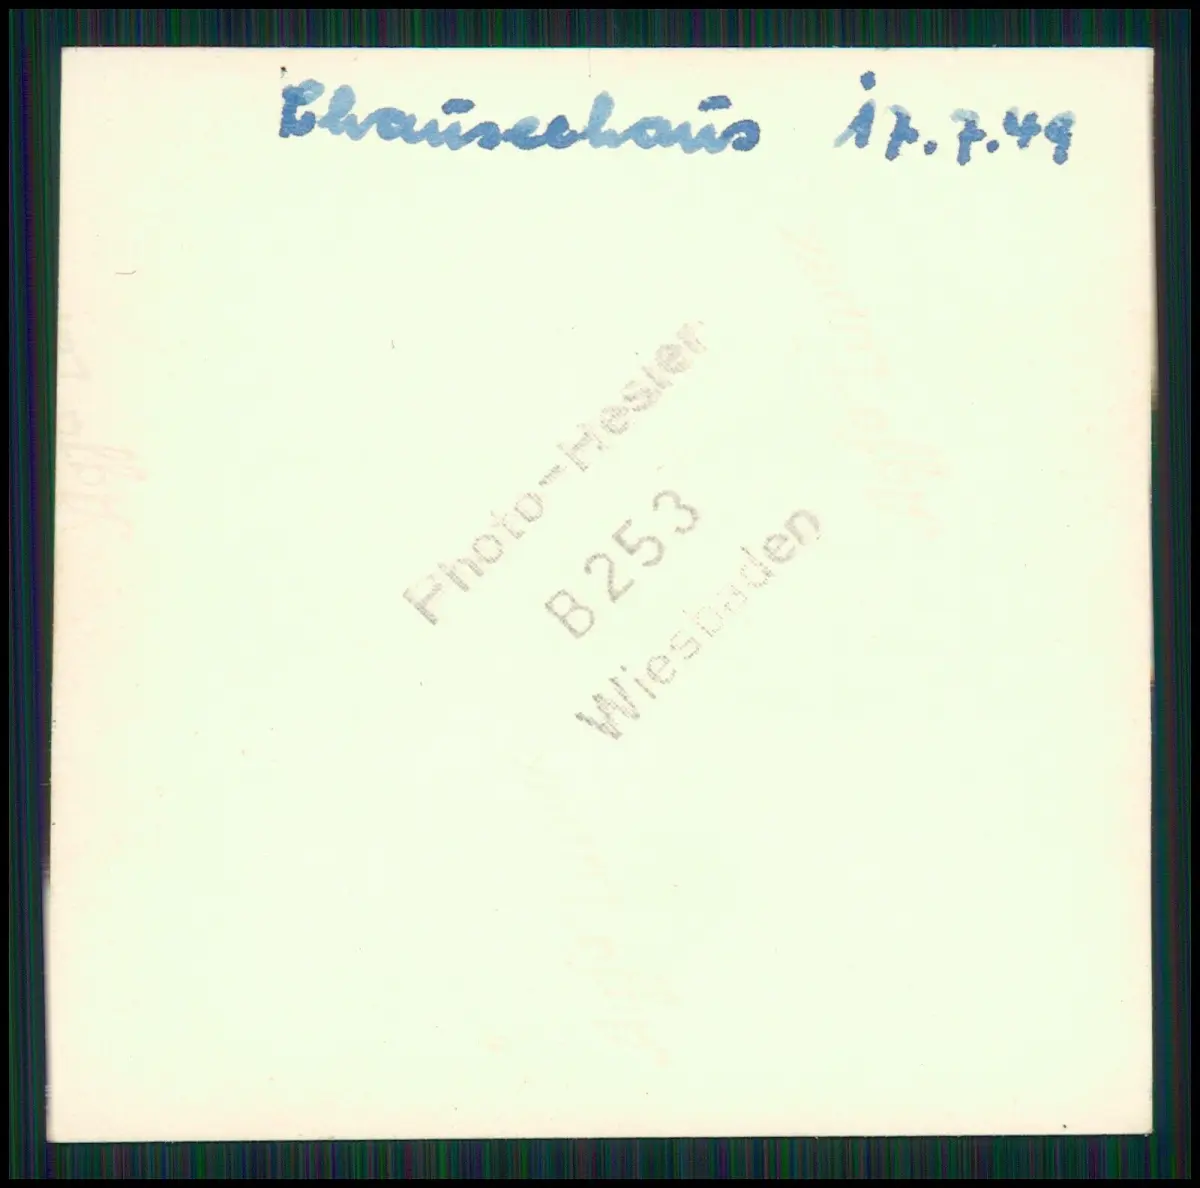 Chausseehaus 17.7.49
Photo-Hesler
B253
Wiesbaden